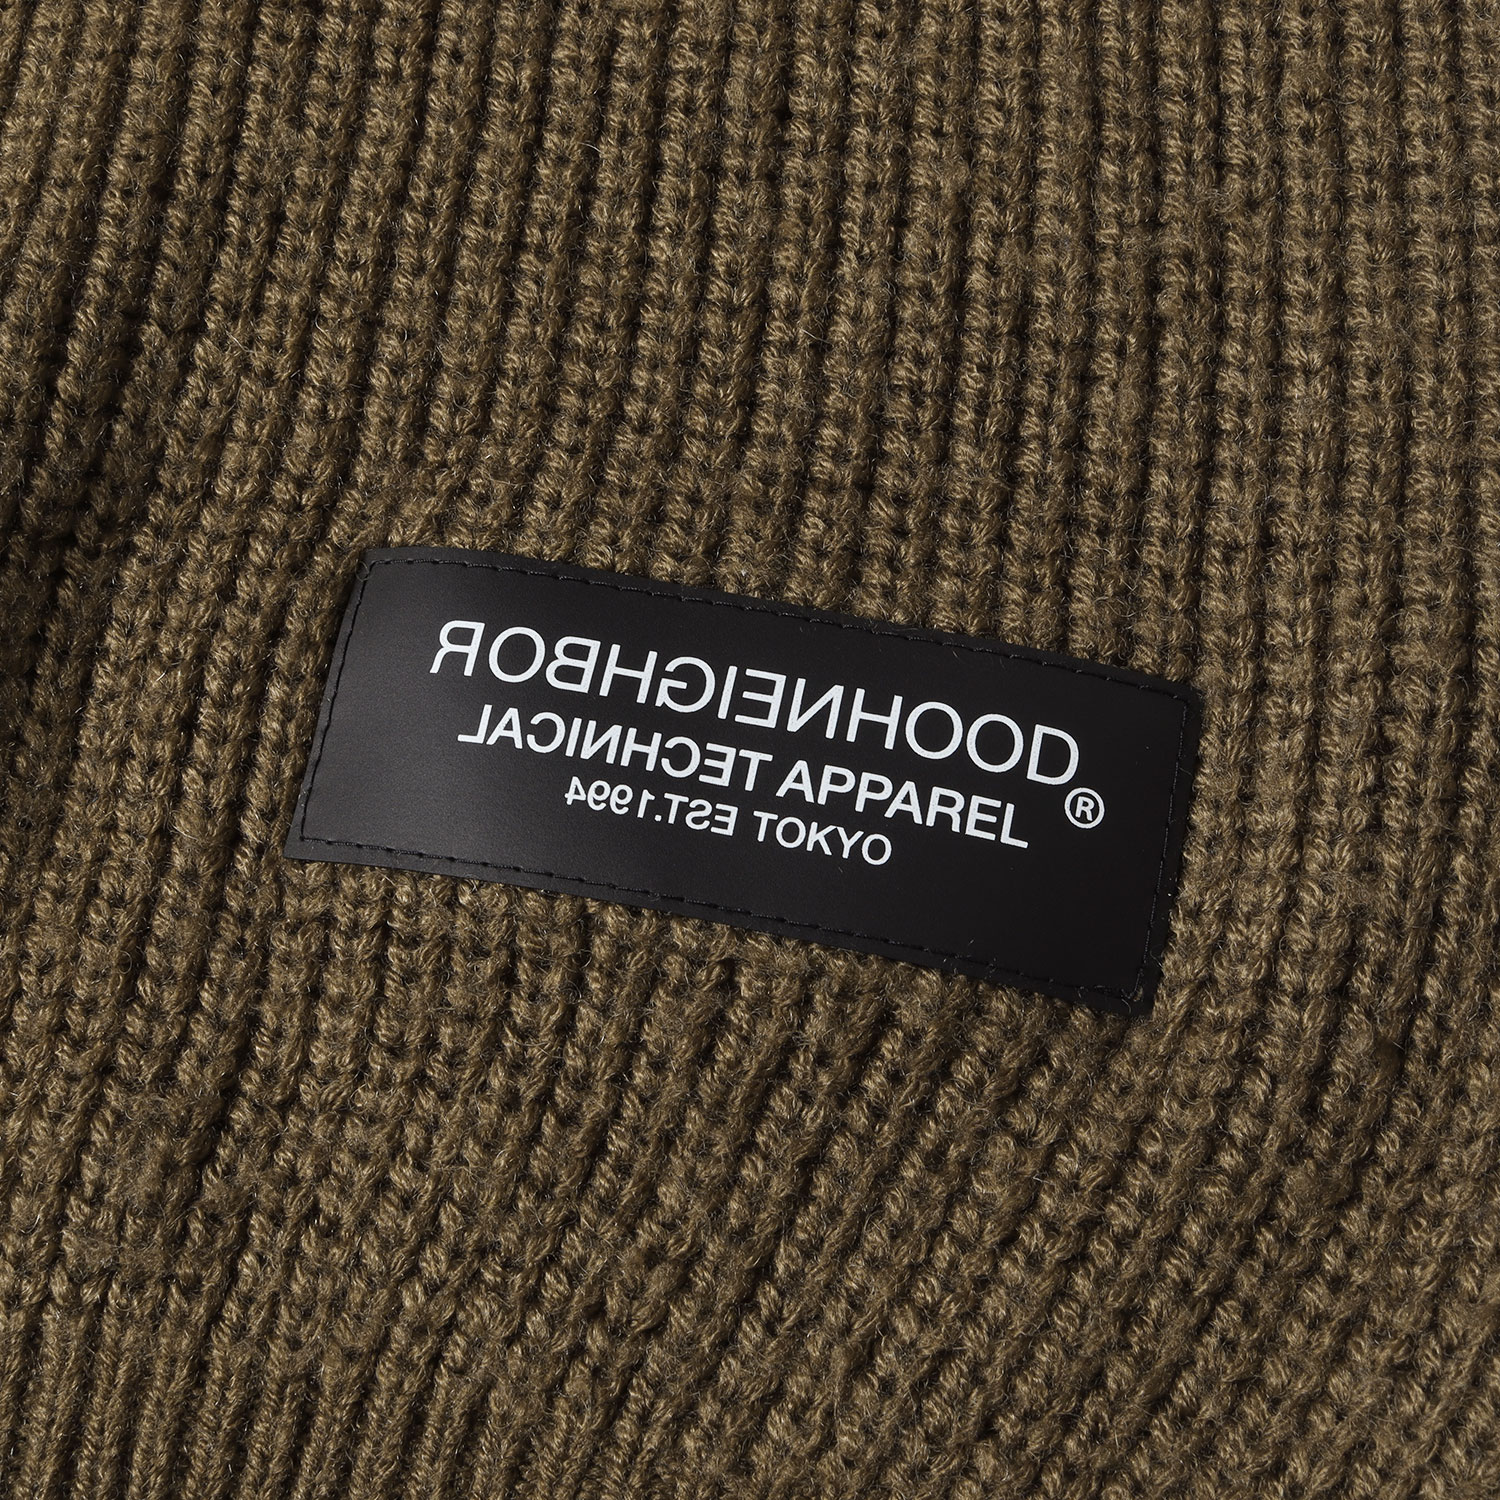 NEIGHBORHOOD
®
TECHNICAL APPAREL
EST.1994 TOKYO